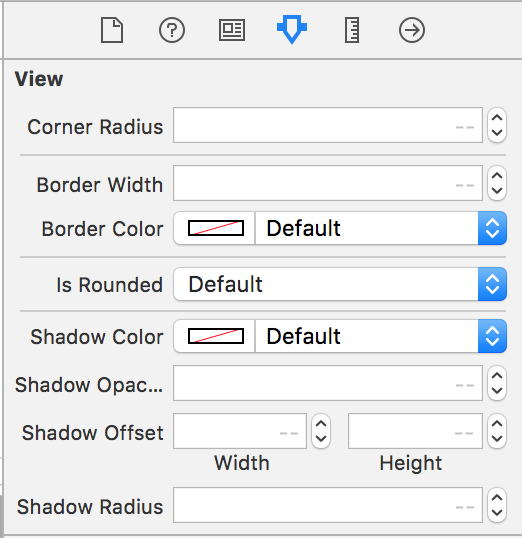 View
Corner Radius --
Border Width --
Border Color Default
Is Rounded Default
Shadow Color Default
Shadow Opac... --
Shadow Offset -- --
Width Height
Shadow Radius --